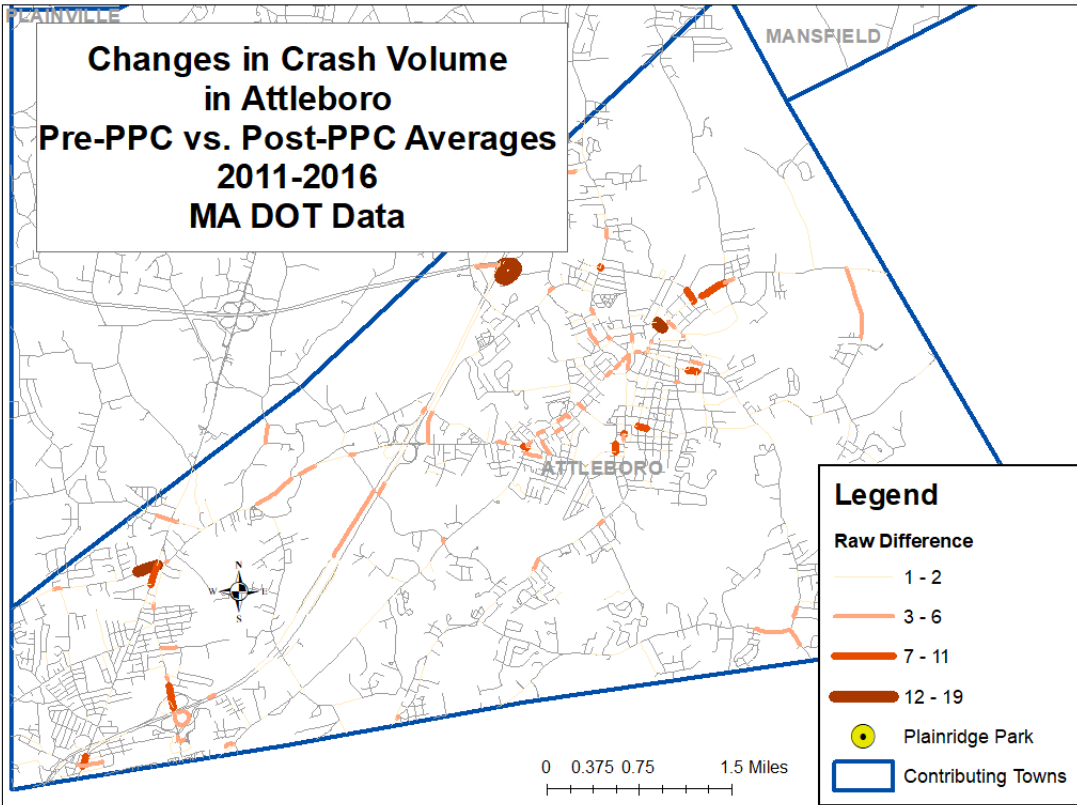 PLAINVILLE
MANSFIELD
Changes in Crash Volume
in Attleboro
Pre-PPC vs. Post-PPC Averages
2011-2016
MA DOT Data
ATTLEBORO
N
W E
S
Legend
Raw Difference
1 - 2
3 - 6
7 - 11
12 - 19
Plainridge Park
Contributing Towns
0 0.375 0.75 1.5 Miles